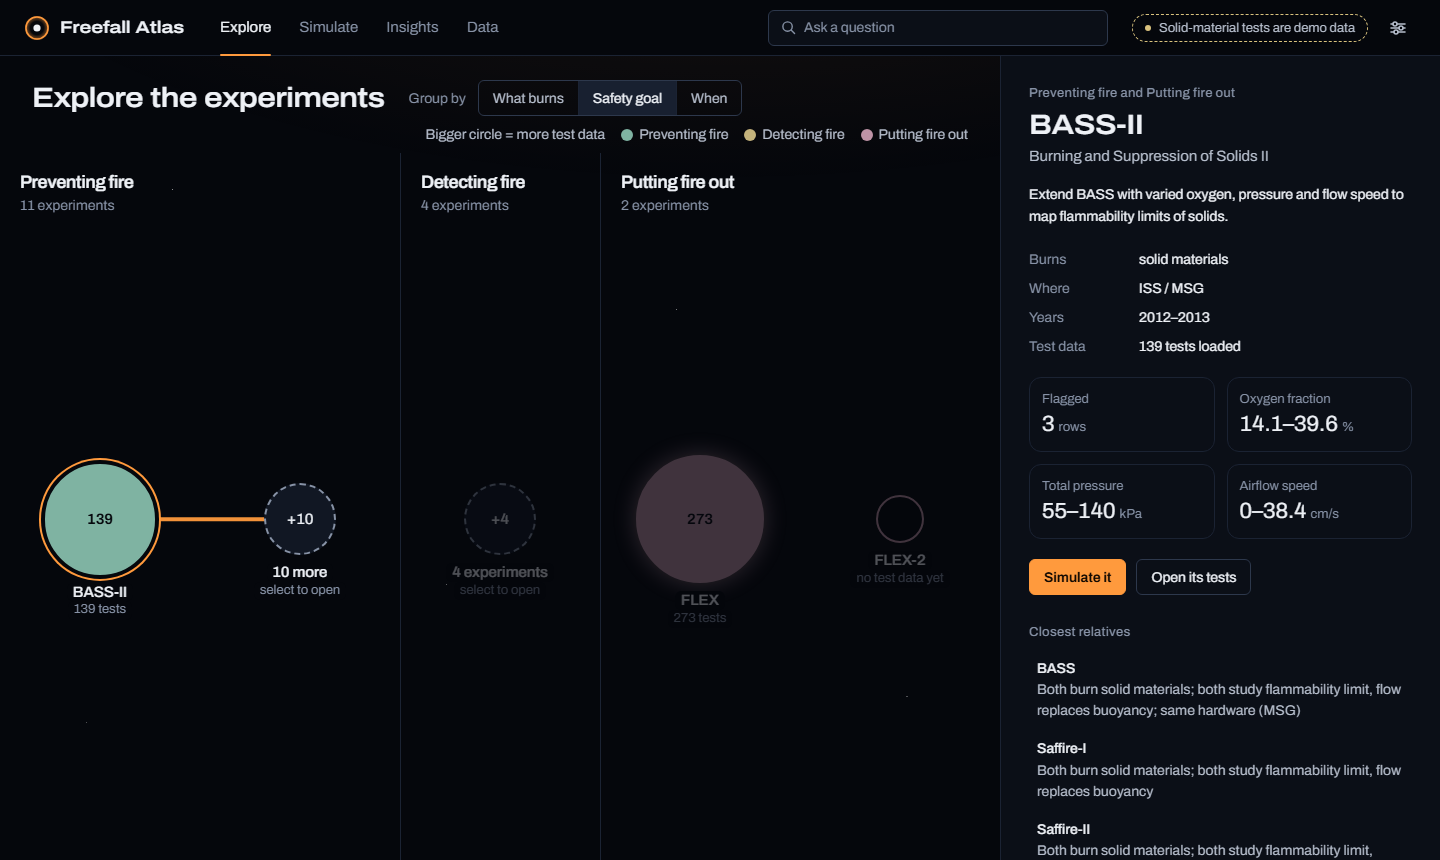 Freefall Atlas
Explore
Simulate
Insights
Data
Ask a question
Solid-material tests are demo data
Explore the experiments
Group by
What burns
Safety goal
When
Bigger circle = more test data
Preventing fire
Detecting fire
Putting fire out
Preventing fire
11 experiments
Detecting fire
4 experiments
Putting fire out
2 experiments
139
BASS-II
139 tests
+10
10 more
select to open
+4
4 experiments
select to open
273
FLEX
273 tests
FLEX-2
no test data yet
Preventing fire and Putting fire out
BASS-II
Burning and Suppression of Solids II
Extend BASS with varied oxygen, pressure and flow speed to
map flammability limits of solids.
Burns solid materials
Where ISS / MSG
Years 2012–2013
Test data 139 tests loaded
Flagged
3 rows
Oxygen fraction
14.1–39.6 %
Total pressure
55–140 kPa
Airflow speed
0–38.4 cm/s
Simulate it
Open its tests
Closest relatives
BASS
Both burn solid materials; both study flammability limit, flow
replaces buoyancy; same hardware (MSG)
Saffire-I
Both burn solid materials; both study flammability limit, flow
replaces buoyancy
Saffire-II
Both burn solid materials; both study flammability limit,